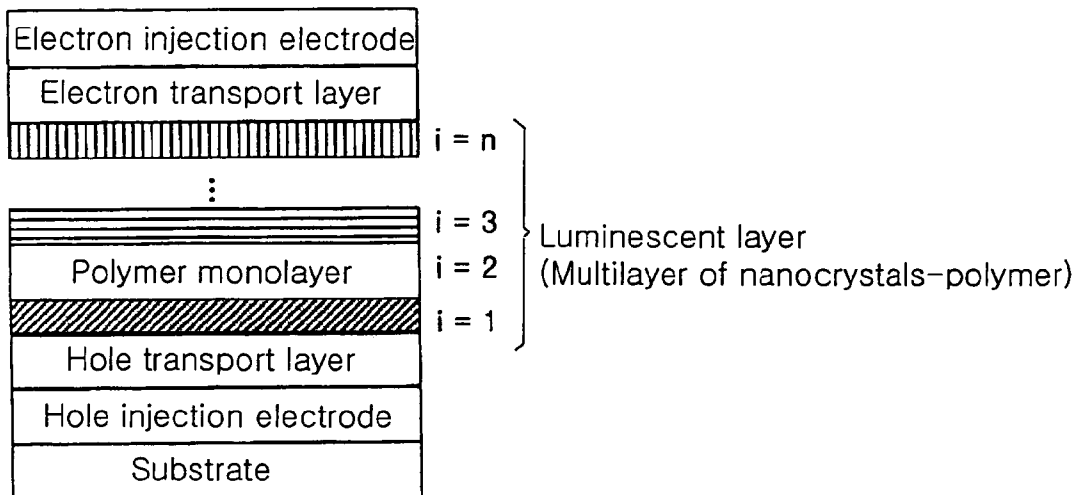 Electron injection electrode
Electron transport layer
i = n
⋮
i = 3
Polymer monolayer
i = 2
i = 1
Luminescent layer
(Multilayer of nanocrystals-polymer)
Hole transport layer
Hole injection electrode
Substrate